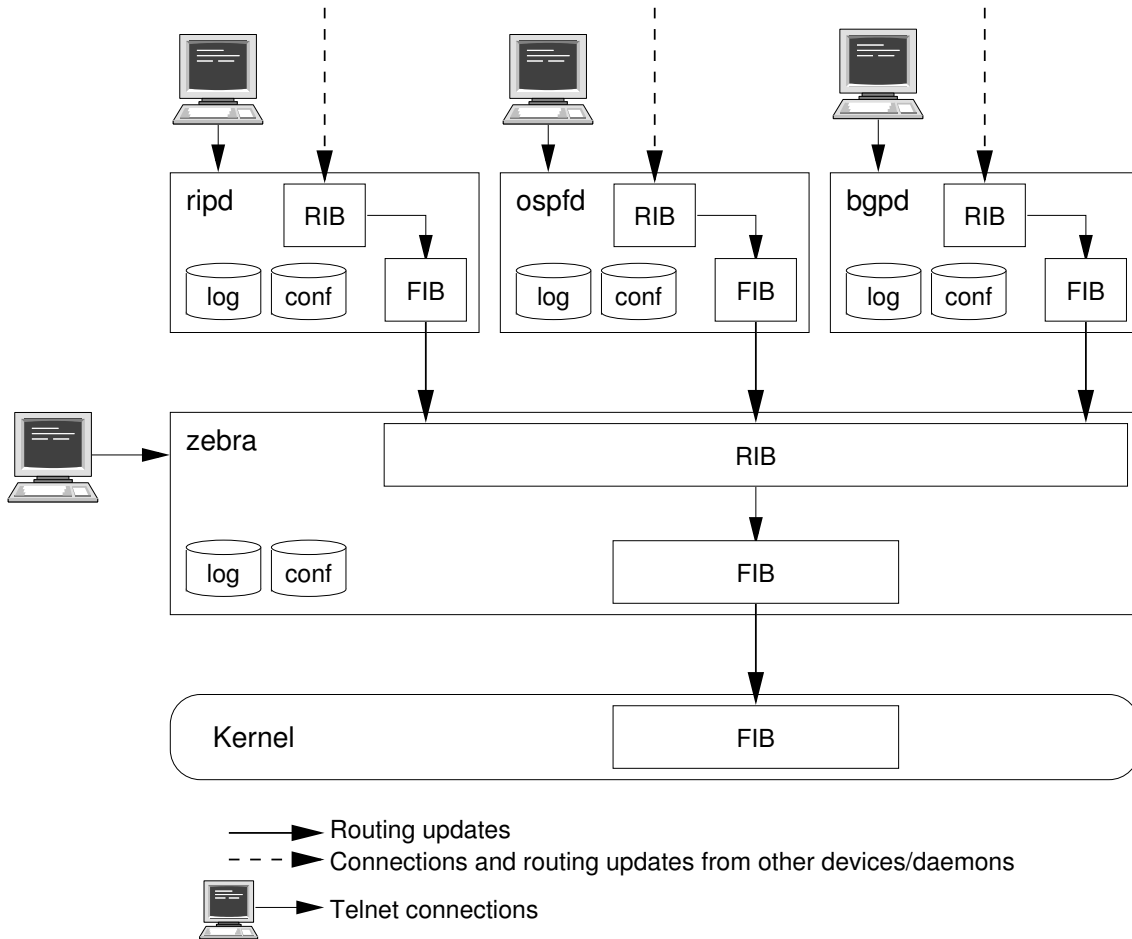 ripd
RIB
log
conf
FIB
ospfd
RIB
log
conf
FIB
bgpd
RIB
log
conf
FIB
zebra
RIB
log
conf
FIB
Kernel
FIB
Routing updates
Connections and routing updates from other devices/daemons
Telnet connections